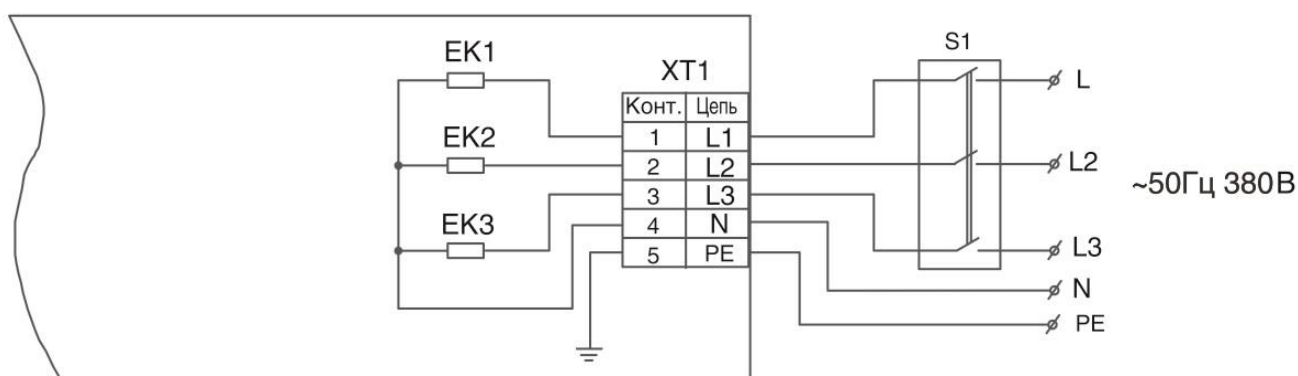 EK1
EK2
EK3
XT1
Конт. Цепь
1 L1
2 L2
3 L3
4 N
5 PE
S1
L
L2
L3
N
PE
~50Гц 380В